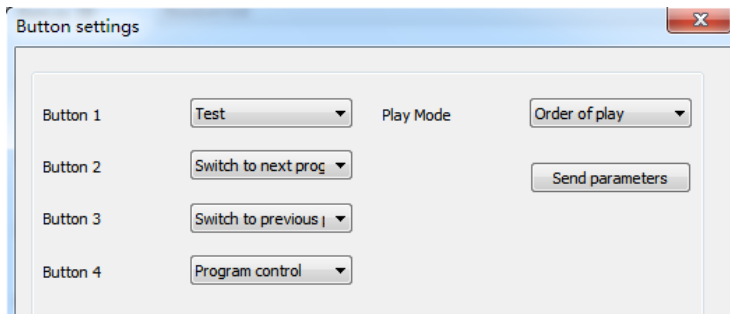 Button settings
Button 1 Test Play Mode Order of play
Button 2 Switch to next prog
Send parameters
Button 3 Switch to previous
Button 4 Program control